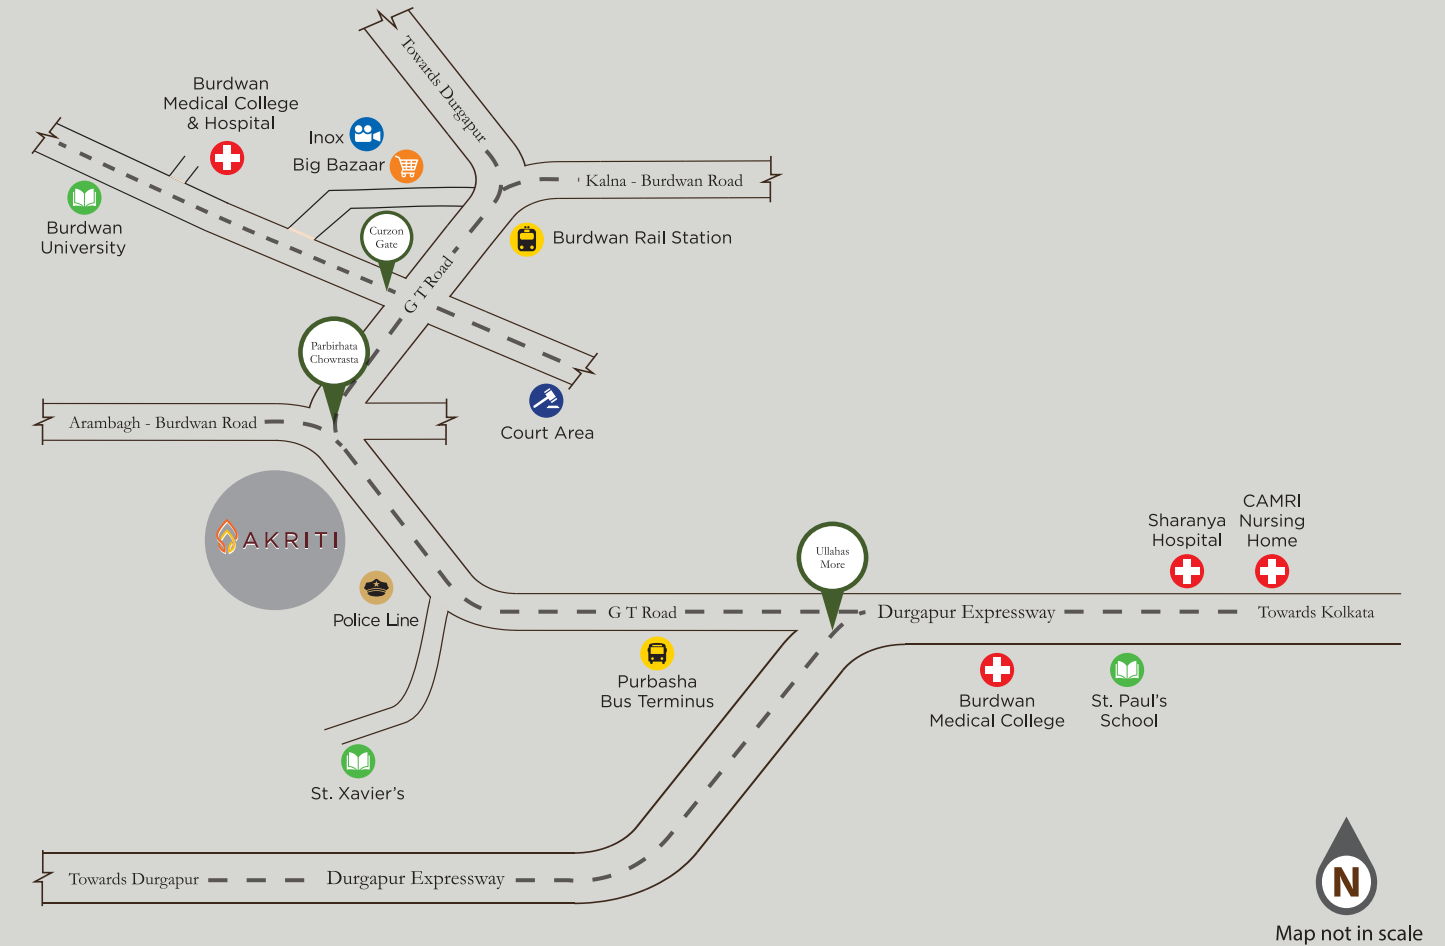 Towards Durgapur
Burdwan
Medical College
& Hospital
Inox
Big Bazaar
Kalna - Burdwan Road
Burdwan
University
Curzon
Gate
Burdwan Rail Station
G T Road
Parbirhata
Chowrasta
Arambagh - Burdwan Road
Court Area
AKRITI
Police Line
Ullahas
More
Sharanya
Hospital
CAMRI
Nursing
Home
G T Road
Durgapur Expressway
Towards Kolkata
Purbasha
Bus Terminus
Burdwan
Medical College
St. Paul's
School
St. Xavier's
Towards Durgapur
Durgapur Expressway
N
Map not in scale